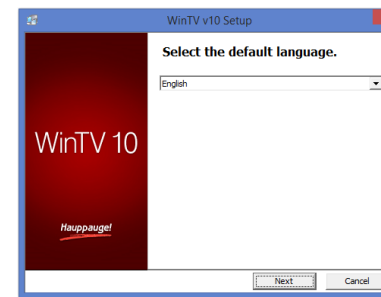 WinTV v10 Setup
Select the default language.
English
WinTV 10
Hauppauge!
Next
Cancel